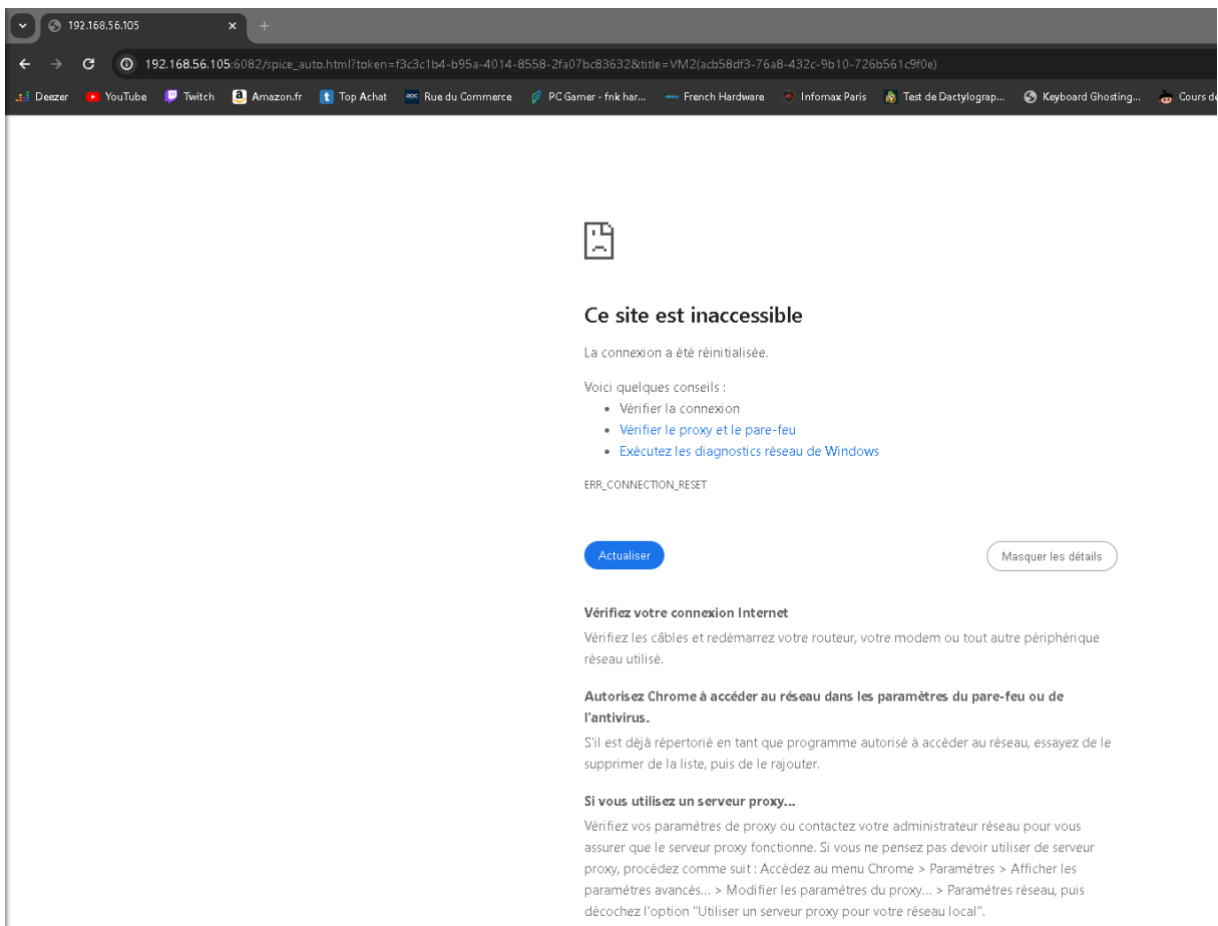 192.168.56.105
192.168.56.105:6082/spice_auto.html?token=f3c3c1b4-b95a-4014-8558-2fa07bc83632&title=VM2(acb58df3-76a8-432c-9b10-726b561c9f0e)
Deezer YouTube Twitch Amazon.fr Top Achat Rue du Commerce PC Gamer - fnk har... French Hardware Infomax Paris Test de Dactylograp... Keyboard Ghosting... Cours de
Ce site est inaccessible
La connexion a été réinitialisée.
Voici quelques conseils :
• Vérifier la connexion
• Vérifier le proxy et le pare-feu
• Exécutez les diagnostics réseau de Windows
ERR_CONNECTION_RESET
Actualiser Masquer les détails
Vérifiez votre connexion Internet
Vérifiez les câbles et redémarrez votre routeur, votre modem ou tout autre périphérique
réseau utilisé.
Autorisez Chrome à accéder au réseau dans les paramètres du pare-feu ou de
l'antivirus.
S'il est déjà répertorié en tant que programme autorisé à accéder au réseau, essayez de le
supprimer de la liste, puis de le rajouter.
Si vous utilisez un serveur proxy...
Vérifiez vos paramètres de proxy ou contactez votre administrateur réseau pour vous
assurer que le serveur proxy fonctionne. Si vous ne pensez pas devoir utiliser de serveur
proxy, procédez comme suit : Accédez au menu Chrome > Paramètres > Afficher les
paramètres avancés... > Modifier les paramètres du proxy... > Paramètres réseau, puis
décochez l'option "Utiliser un serveur proxy pour votre réseau local".